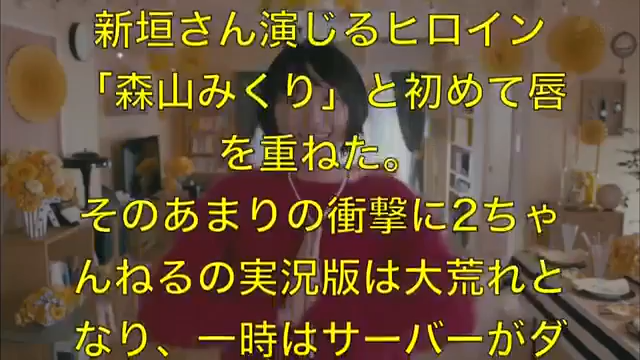 新垣さん演じるヒロイン
「森山みくり」と初めて唇
を重ねた。
そのあまりの衝撃に2ちゃ
んねるの実況版は大荒れと
なり、一時はサーバーがダ